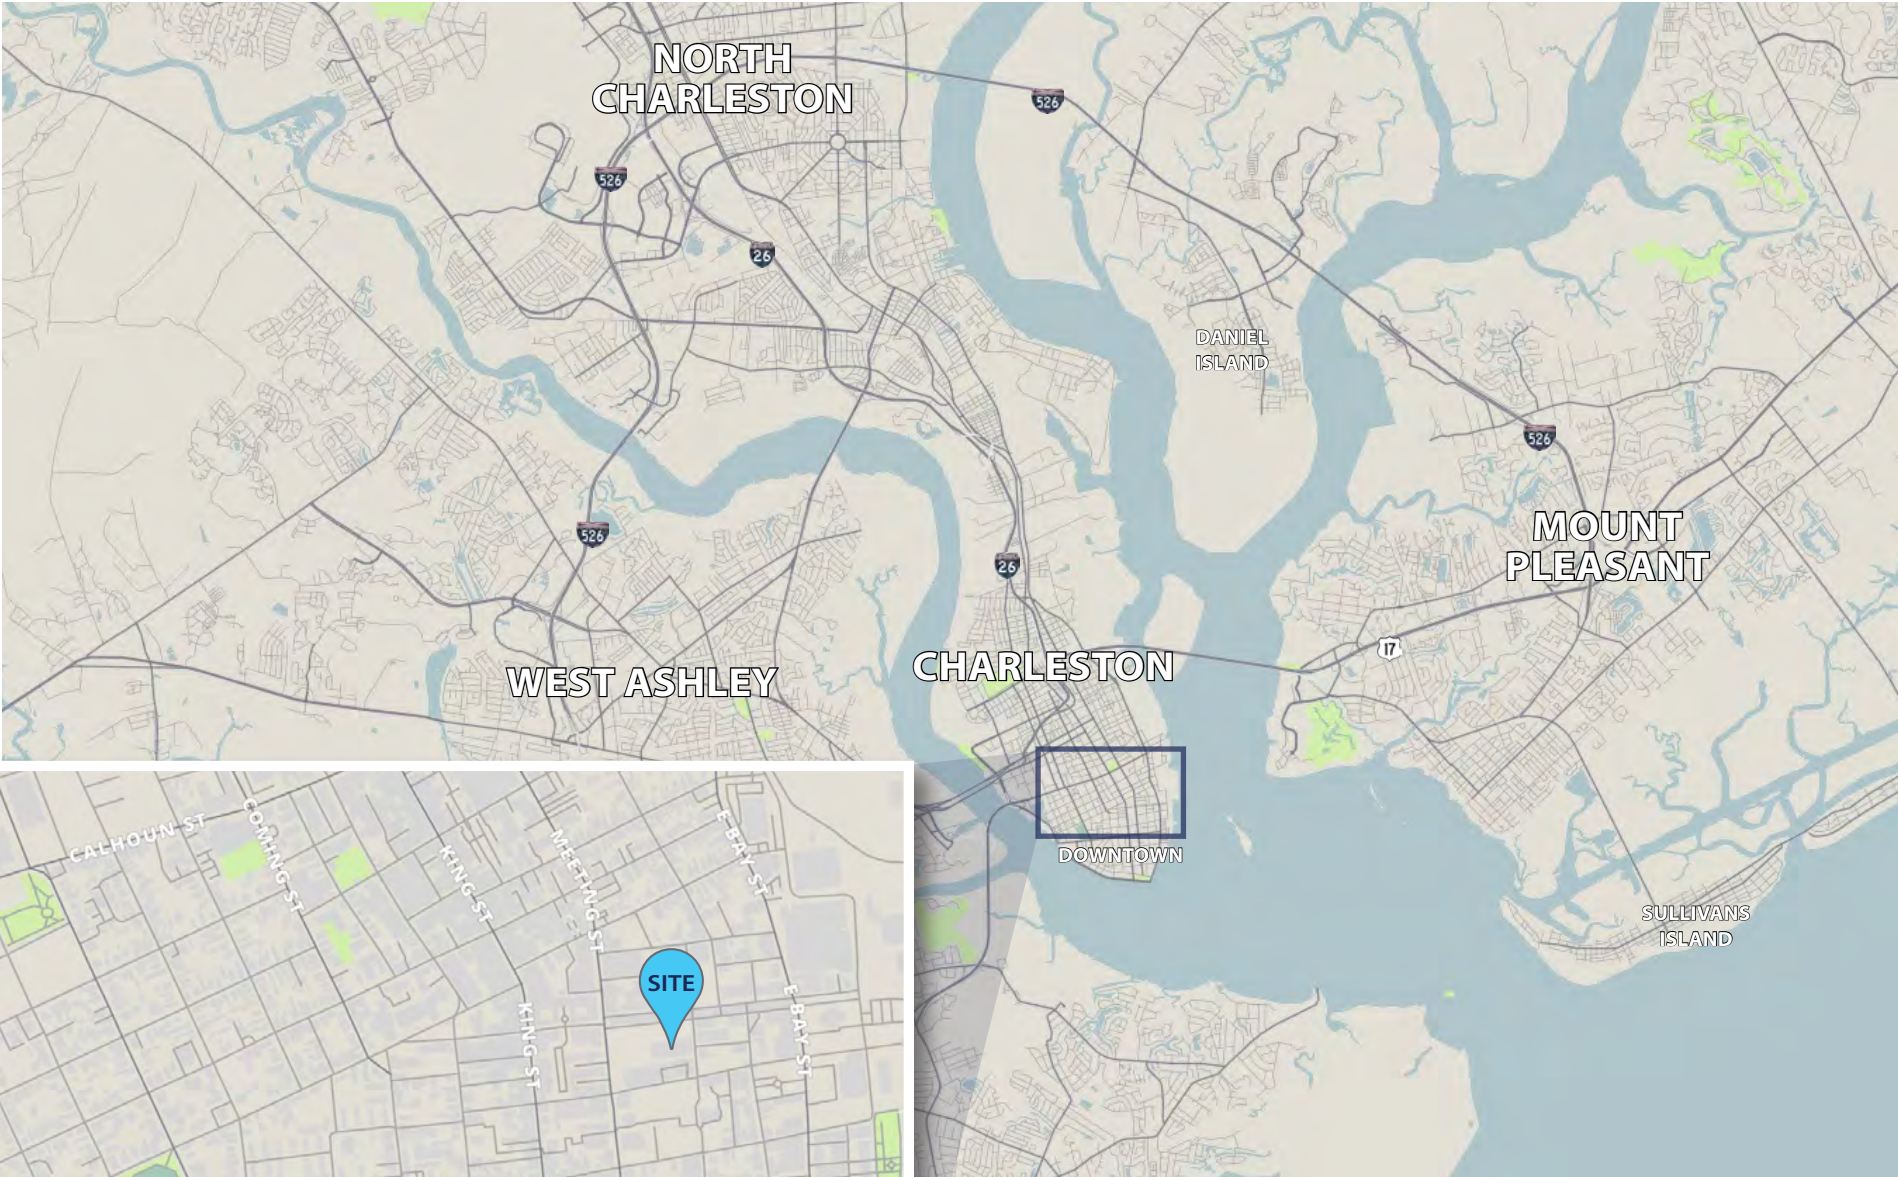 NORTH
CHARLESTON
526
526
26
DANIEL
ISLAND
526
526
MOUNT
PLEASANT
26
17
WEST ASHLEY
CHARLESTON
DOWNTOWN
SULLIVANS
ISLAND
CALHOUN ST
COMING ST
KING ST
MEETING ST
E BAY ST
SITE
KING ST
E BAY ST